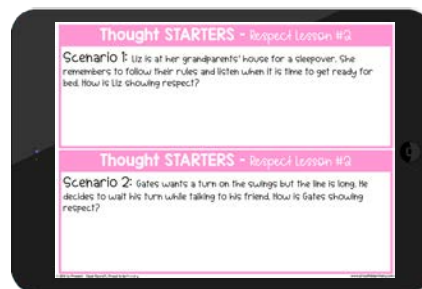 Thought STARTERS - Respect Lesson #2
Scenario 1: Liz is at her grandparents' house for a sleepover. She
remembers to follow their rules and listen when it is time to get ready for
bed. How is Liz showing respect?
Thought STARTERS - Respect Lesson #2
Scenario 2: Gates wants a turn on the swings but the line is long. He
decides to wait his turn while talking to his friend. How is Gates showing
respect?